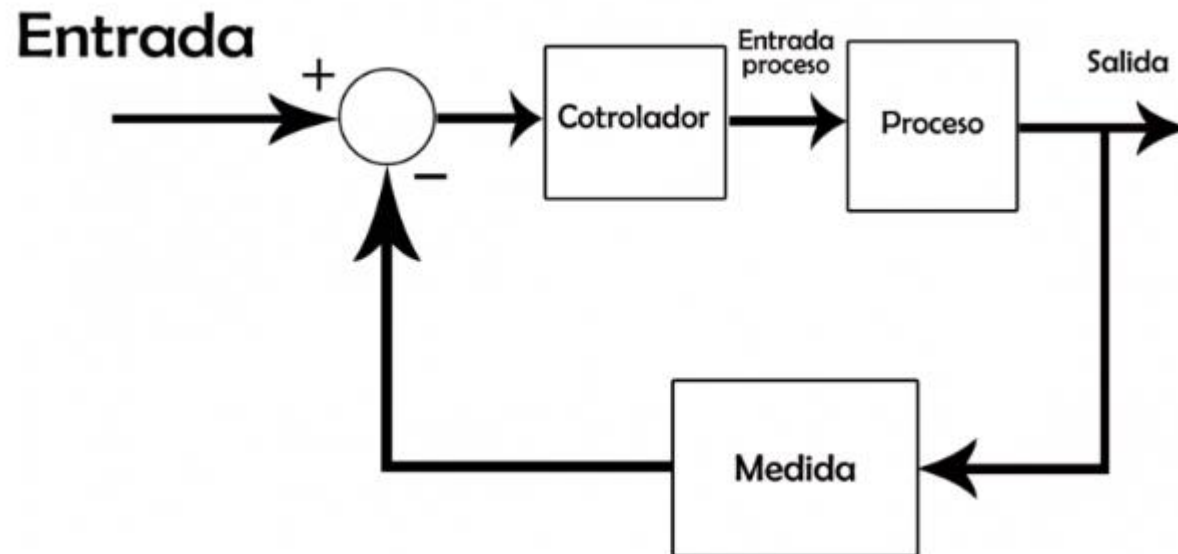 Entrada
+
Cotrolador
Entrada
proceso
Proceso
Salida
−
Medida